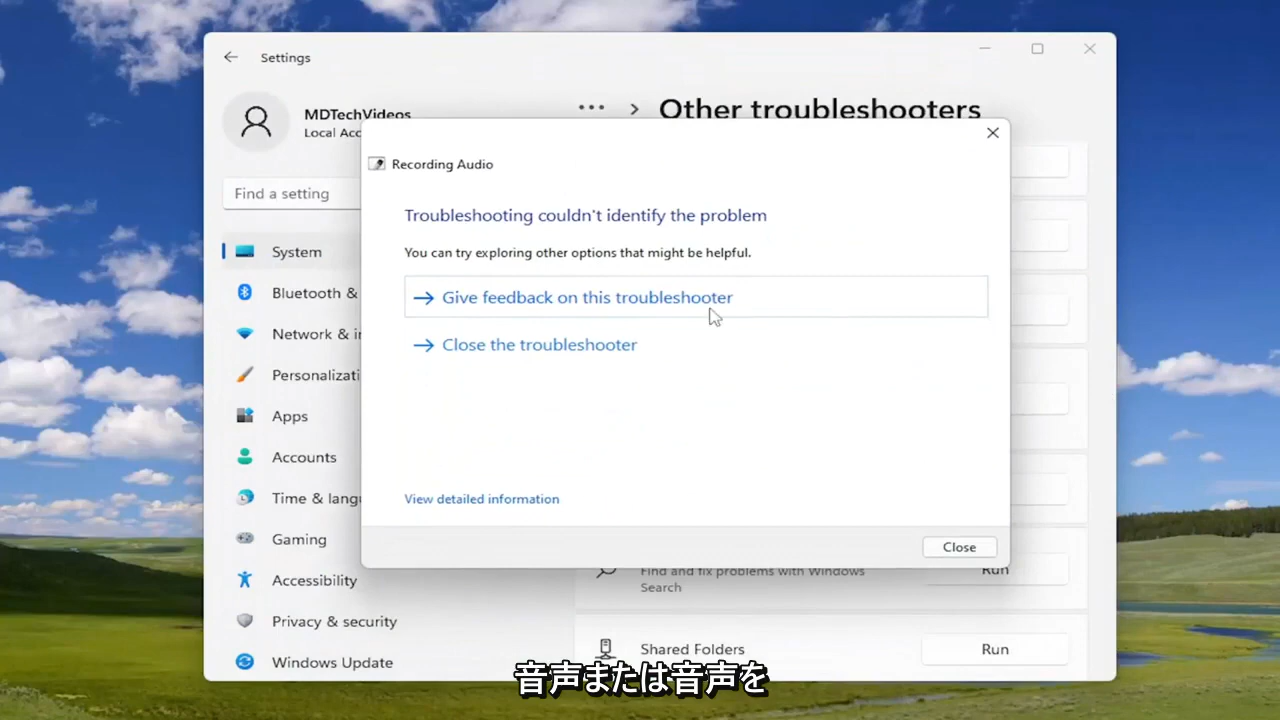 Settings
MDTechVideos
Local Acc
Find a setting
System
Bluetooth &
Network & in
Personalizati
Apps
Accounts
Time & langu
Gaming
Accessibility
Privacy & security
Windows Update
... > Other troubleshooters
Recording Audio
Troubleshooting couldn't identify the problem
You can try exploring other options that might be helpful.
Give feedback on this troubleshooter
Close the troubleshooter
View detailed information
Close
Find and fix problems with Windows
Search
Run
Shared Folders
Run
音声または音声を